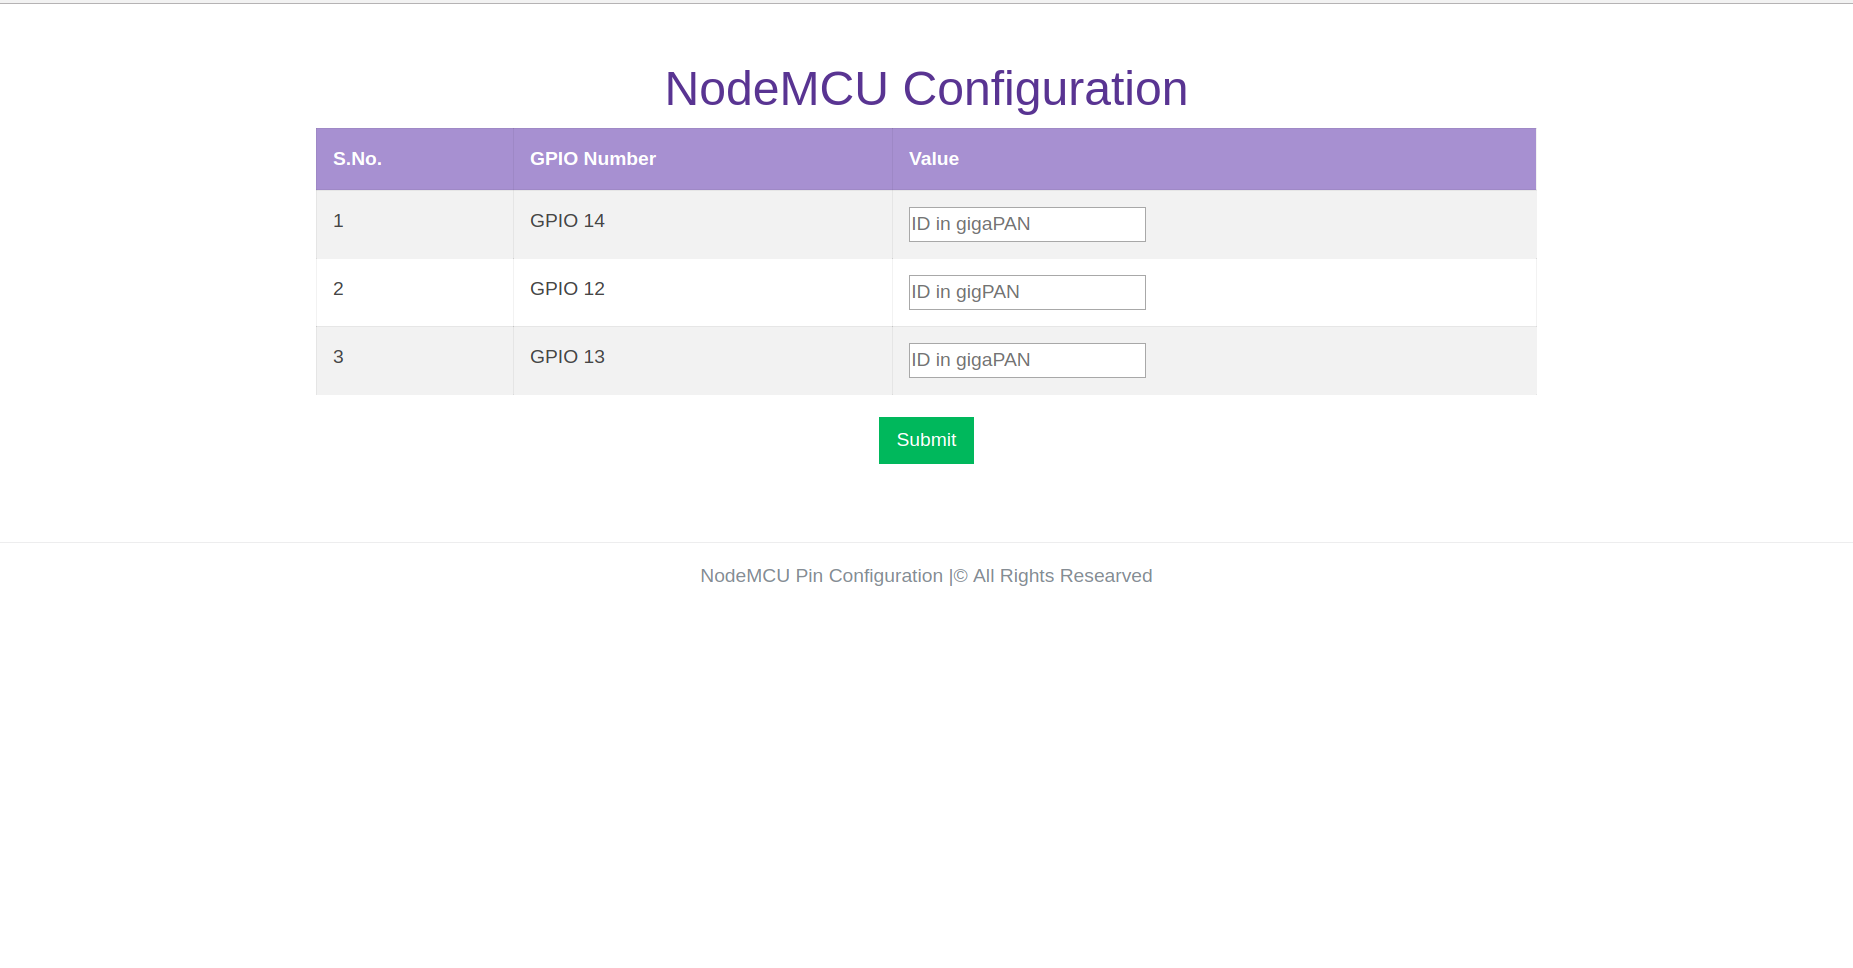 NodeMCU Configuration
S.No. GPIO Number Value
1 GPIO 14 ID in gigaPAN
2 GPIO 12 ID in gigPAN
3 GPIO 13 ID in gigaPAN
Submit
NodeMCU Pin Configuration |© All Rights Researved